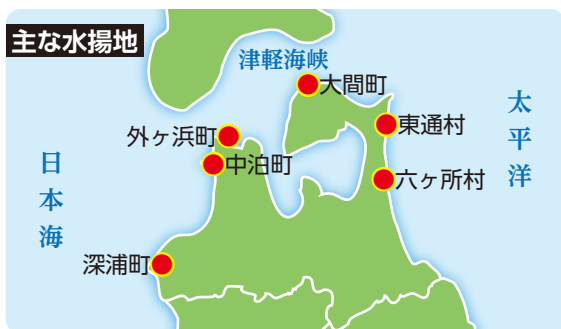 主な水揚地
津軽海峡
大間町
東通村
外ヶ浜町
中泊町
六ヶ所村
深浦町
日本海
太平洋